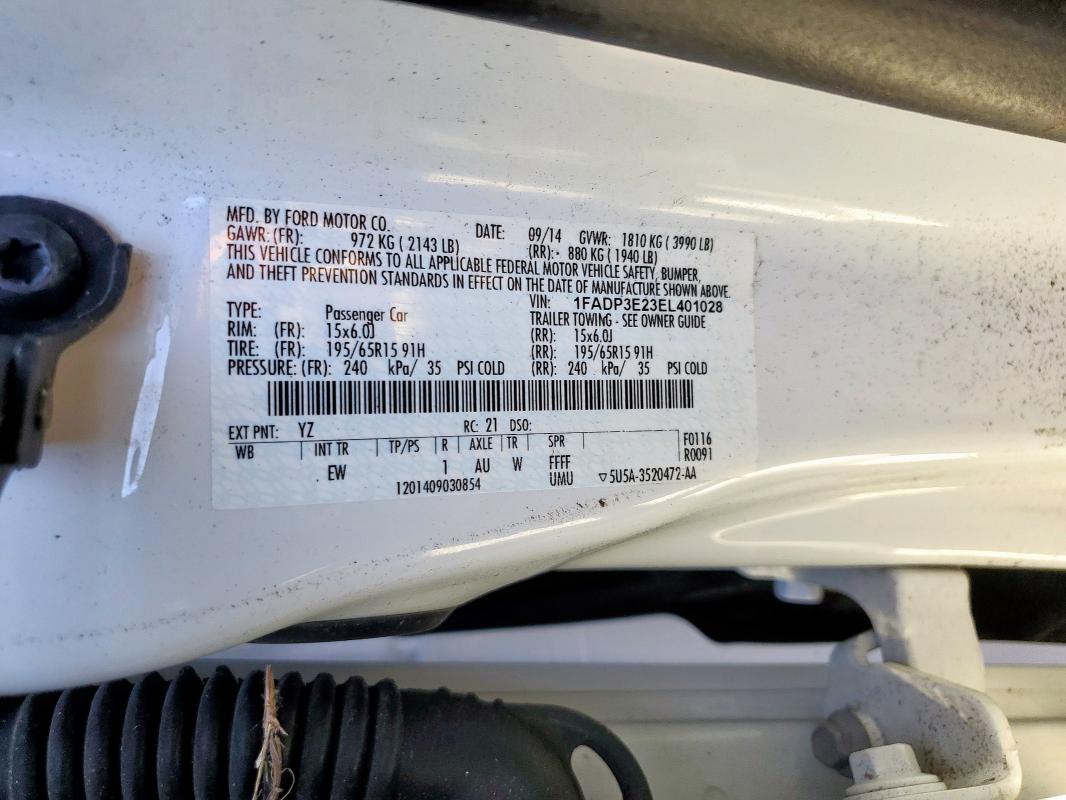 MFD. BY FORD MOTOR CO. DATE: 09/14 GVWR: 1810 KG ( 3990 LB)
GAWR: (FR): 972 KG ( 2143 LB) (RR): 880 KG ( 1940 LB)
THIS VEHICLE CONFORMS TO ALL APPLICABLE FEDERAL MOTOR VEHICLE SAFETY, BUMPER,
AND THEFT PREVENTION STANDARDS IN EFFECT ON THE DATE OF MANUFACTURE SHOWN ABOVE.
VIN: 1FADP3E23EL401028
TYPE: Passenger Car TRAILER TOWING - SEE OWNER GUIDE
RIM: (FR): 15x6.0J (RR): 15x6.0J
TIRE: (FR): 195/65R15 91H (RR): 195/65R15 91H
PRESSURE: (FR): 240 kPa/ 35 PSI COLD (RR): 240 kPa/ 35 PSI COLD
EXT PNT: YZ RC: 21 DSO:
WB INT TR TP/PS R AXLE TR SPR F0116
R0091
EW 1 AU W FFFF
1201409030854 UMU ▽5U5A-3520472-AA